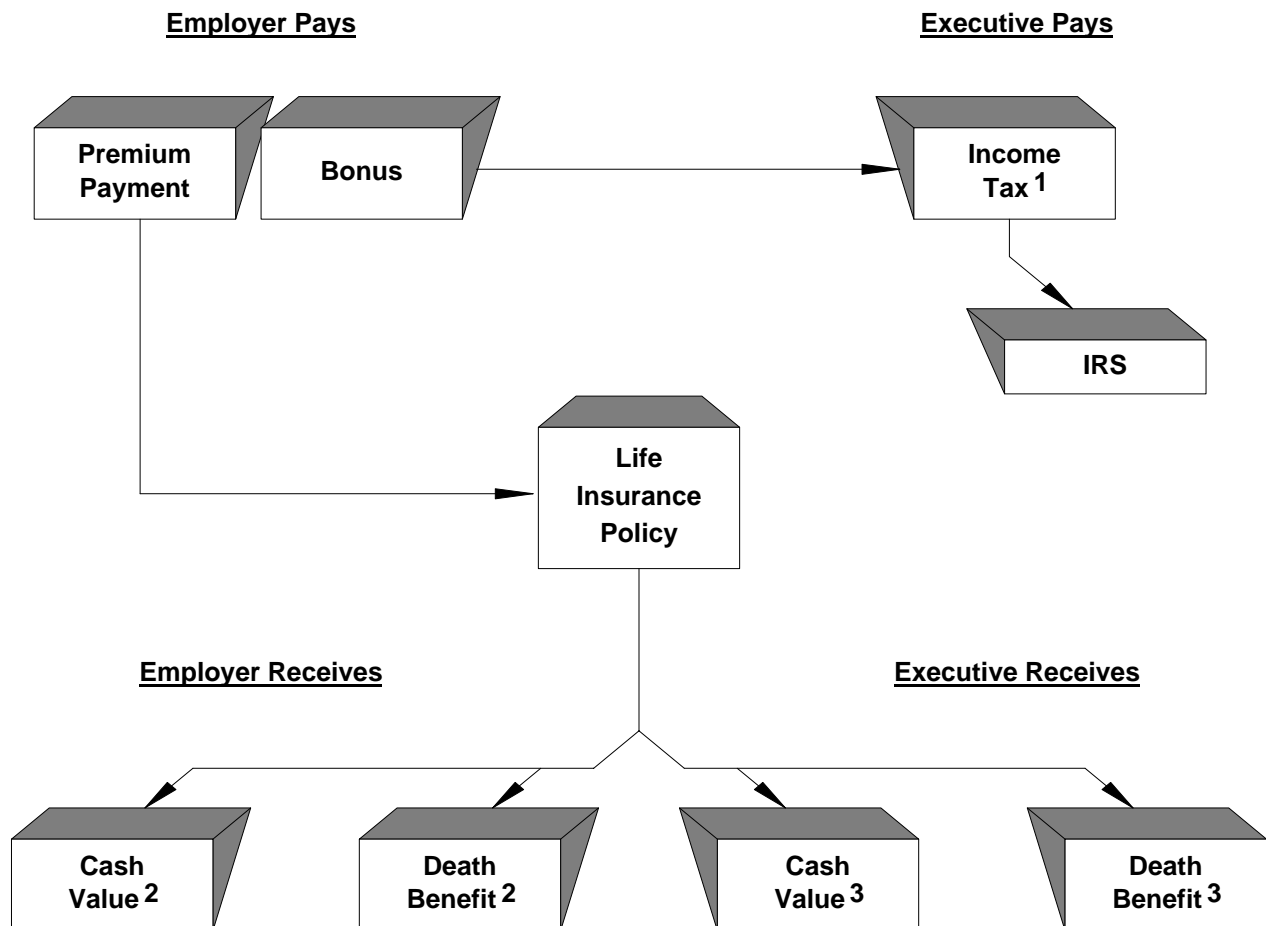 Employer Pays
Executive Pays
Premium
Payment
Bonus
Income
Tax 1
IRS
Life
Insurance
Policy
Employer Receives
Executive Receives
Cash
Value 2
Death
Benefit 2
Cash
Value 3
Death
Benefit 3